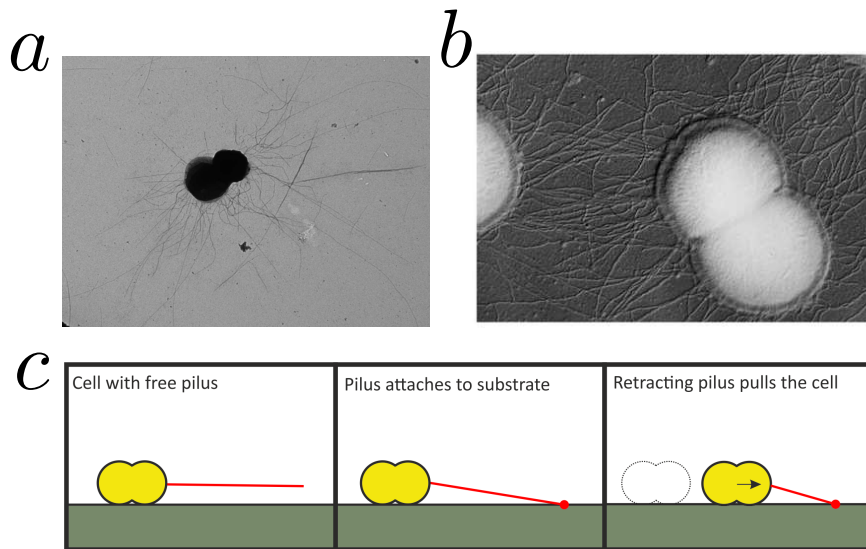 a
b
c
Cell with free pilus
Pilus attaches to substrate
Retracting pilus pulls the cell